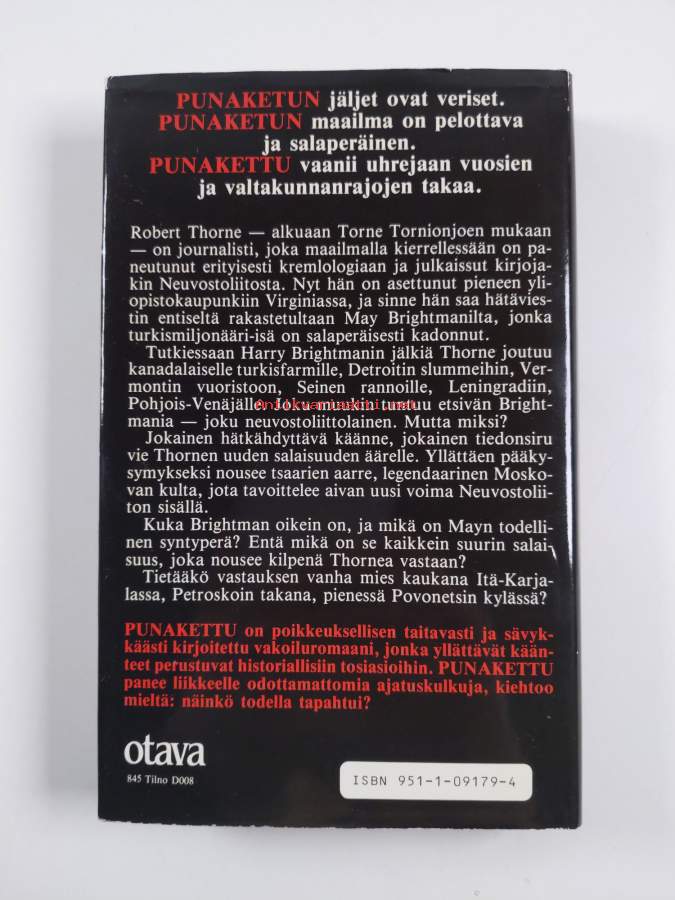 PUNAKETUN jäljet ovat veriset.
PUNAKETUN maailma on pelottava
ja salaperäinen.
PUNAKETTU vaanii uhrejaan vuosien
ja valtakunnanrajojen takaa.
Robert Thorne — alkuaan Torne Tornionjoen mukaan
— on journalisti, joka maailmalla kierrellessään on pa-
neutunut erityisesti kremlologiaan ja julkaissut kirjoja-
kin Neuvostoliitosta. Nyt hän on asettunut pieneen yli-
opistokaupunkiin Virginiassa, ja sinne hän saa hätävies-
tin entiseltä rakastetultaan May Brightmanilta, jonka
turkismiljonääri-isä on salaperäisesti kadonnut.
Tutkiessaan Harry Brightmanin jälkiä Thorne joutuu
kanadalaiselle turkisfarmille, Detroitin slummeihin, Ver-
montin vuoristoon, Seinen rannoille, Leningradiin,
Pohjois-Venäjälle. Joku muukin tuntuu etsivän Bright-
mania — joku neuvostoliittolainen. Mutta miksi?
Antikvariaatti.net
Jokainen hätkähdyttävä käänne, jokainen tiedonsiru
vie Thornen uuden salaisuuden äärelle. Yllättäen pääky-
symykseksi nousee tsaarien aarre, legendaarinen Mosko-
van kulta, jota tavoittelee aivan uusi voima Neuvostolii-
ton sisällä.
Kuka Brightman oikein on, ja mikä on Mayn todelli-
nen syntyperä? Entä mikä on se kaikkein suurin salai-
suus, joka nousee kilpenä Thornea vastaan?
Tietääkö vastauksen vanha mies kaukana Itä-Karja-
lassa, Petroskoin takana, pienessä Povonetsin kylässä?
PUNAKETTU on poikkeuksellisen taitavasti ja sävyk-
käästi kirjoitettu vakoiluromaani, jonka yllättävät kään-
teet perustuvat historiallisiin tosiasioihin. PUNAKETTU
panee liikkeelle odottamattomia ajatuskulkuja, kiehtoo
mieltä: näinkö todella tapahtui?
otava
845 Tilno D008
ISBN 951-1-09179-4